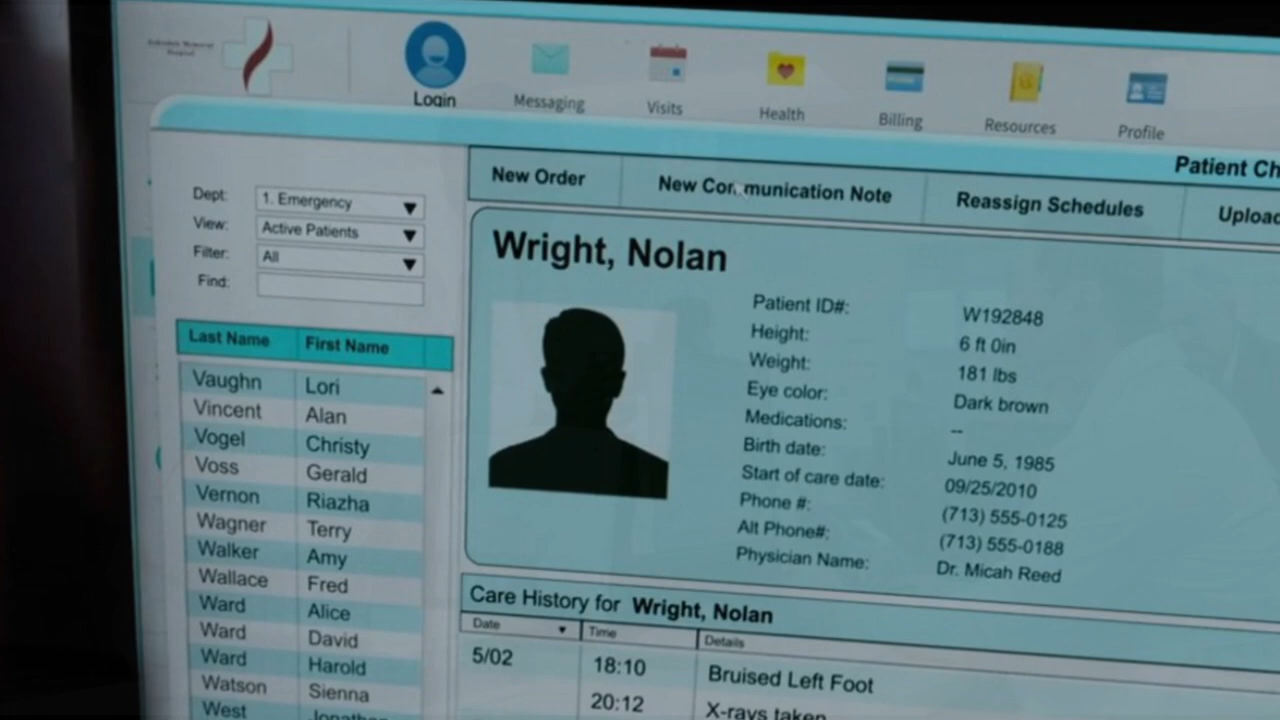 Memorial
Hospital
Login
Messaging
Visits
Health
Billing
Resources
Profile
Patient Ch
New Order
New Communication Note
Reassign Schedules
Upload
Dept: 1. Emergency
View: Active Patients
Filter: All
Find:
Last Name First Name
Vaughn Lori
Vincent Alan
Vogel Christy
Voss Gerald
Vernon Riazha
Wagner Terry
Walker Amy
Wallace Fred
Ward Alice
Ward David
Ward Harold
Watson Sienna
West
Wright, Nolan
Patient ID#: W192848
Height: 6 ft 0in
Weight: 181 lbs
Eye color: Dark brown
Medications: --
Birth date: June 5, 1985
Start of care date: 09/25/2010
Phone #: (713) 555-0125
Alt Phone#: (713) 555-0188
Physician Name: Dr. Micah Reed
Care History for Wright, Nolan
Date Time Details
5/02 18:10 Bruised Left Foot
20:12 X-rays taken